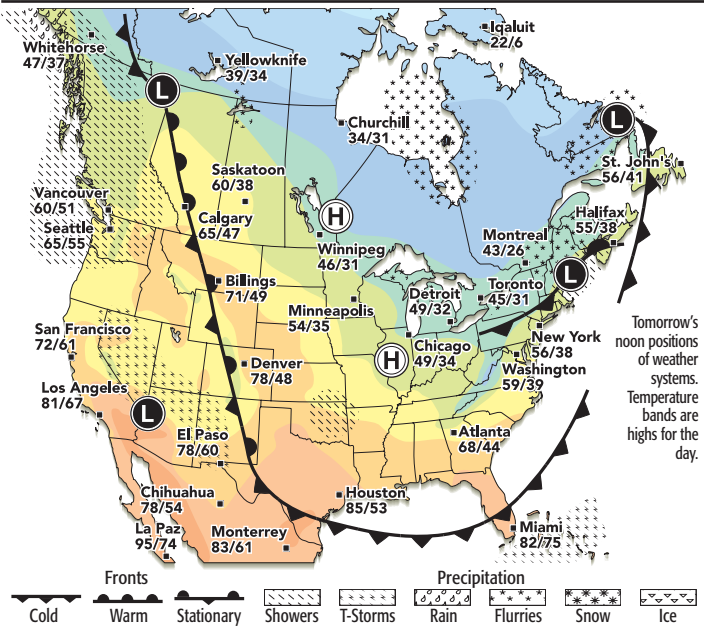 Iqaluit
22/6
Whitehorse
47/37
Yellowknife
39/34
L
L
Churchill
34/31
St. John's
56/41
Saskatoon
60/38
Vancouver
60/51
Calgary
65/47
H
Halifax
55/38
Seattle
65/55
Winnipeg
46/31
Montreal
43/26
L
Billings
71/49
Detroit
49/32
Toronto
45/31
Minneapolis
54/35
San Francisco
72/61
Chicago
49/34
New York
56/38
H
Denver
78/48
Washington
59/39
Tomorrow's
noon positions
of weather
systems.
Temperature
bands are
highs for the
day.
Los Angeles
81/67
L
El Paso
78/60
Atlanta
68/44
Chihuahua
78/54
Houston
85/53
La Paz
95/74
Monterrey
83/61
Miami
82/75
Fronts
Precipitation
Cold
Warm
Stationary
Showers
T-Storms
Rain
Flurries
Snow
Ice